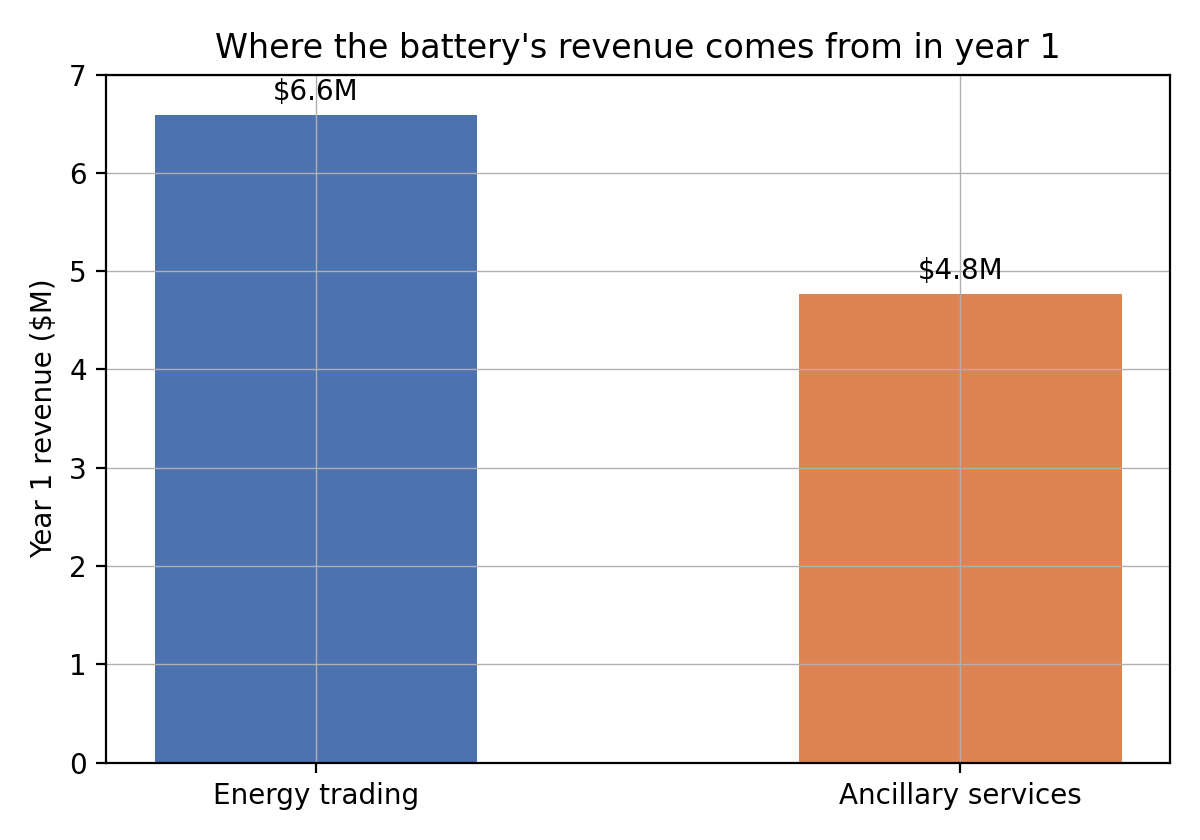 Where the battery's revenue comes from in year 1
Year 1 revenue ($M)
7
6
5
4
3
2
1
0
$6.6M
$4.8M
Energy trading
Ancillary services